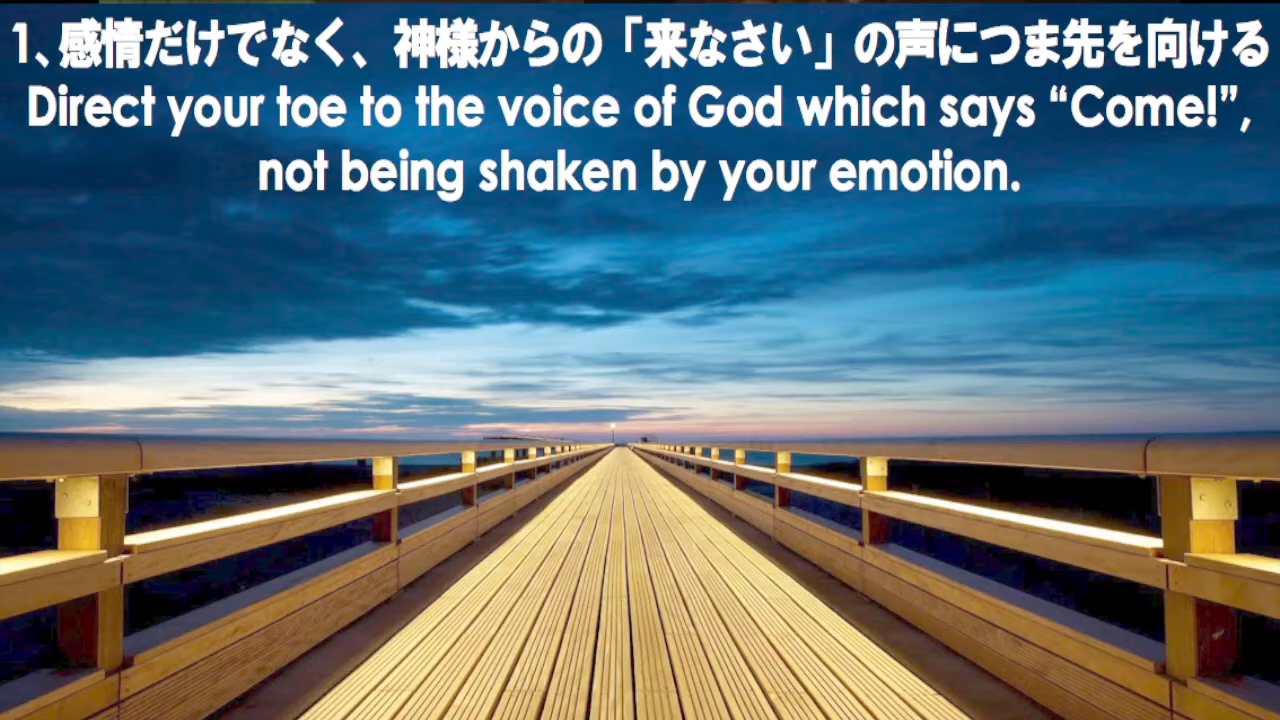 1、感情だけでなく、神様からの「来なさい」の声につま先を向ける
Direct your toe to the voice of God which says “Come!”,
not being shaken by your emotion.